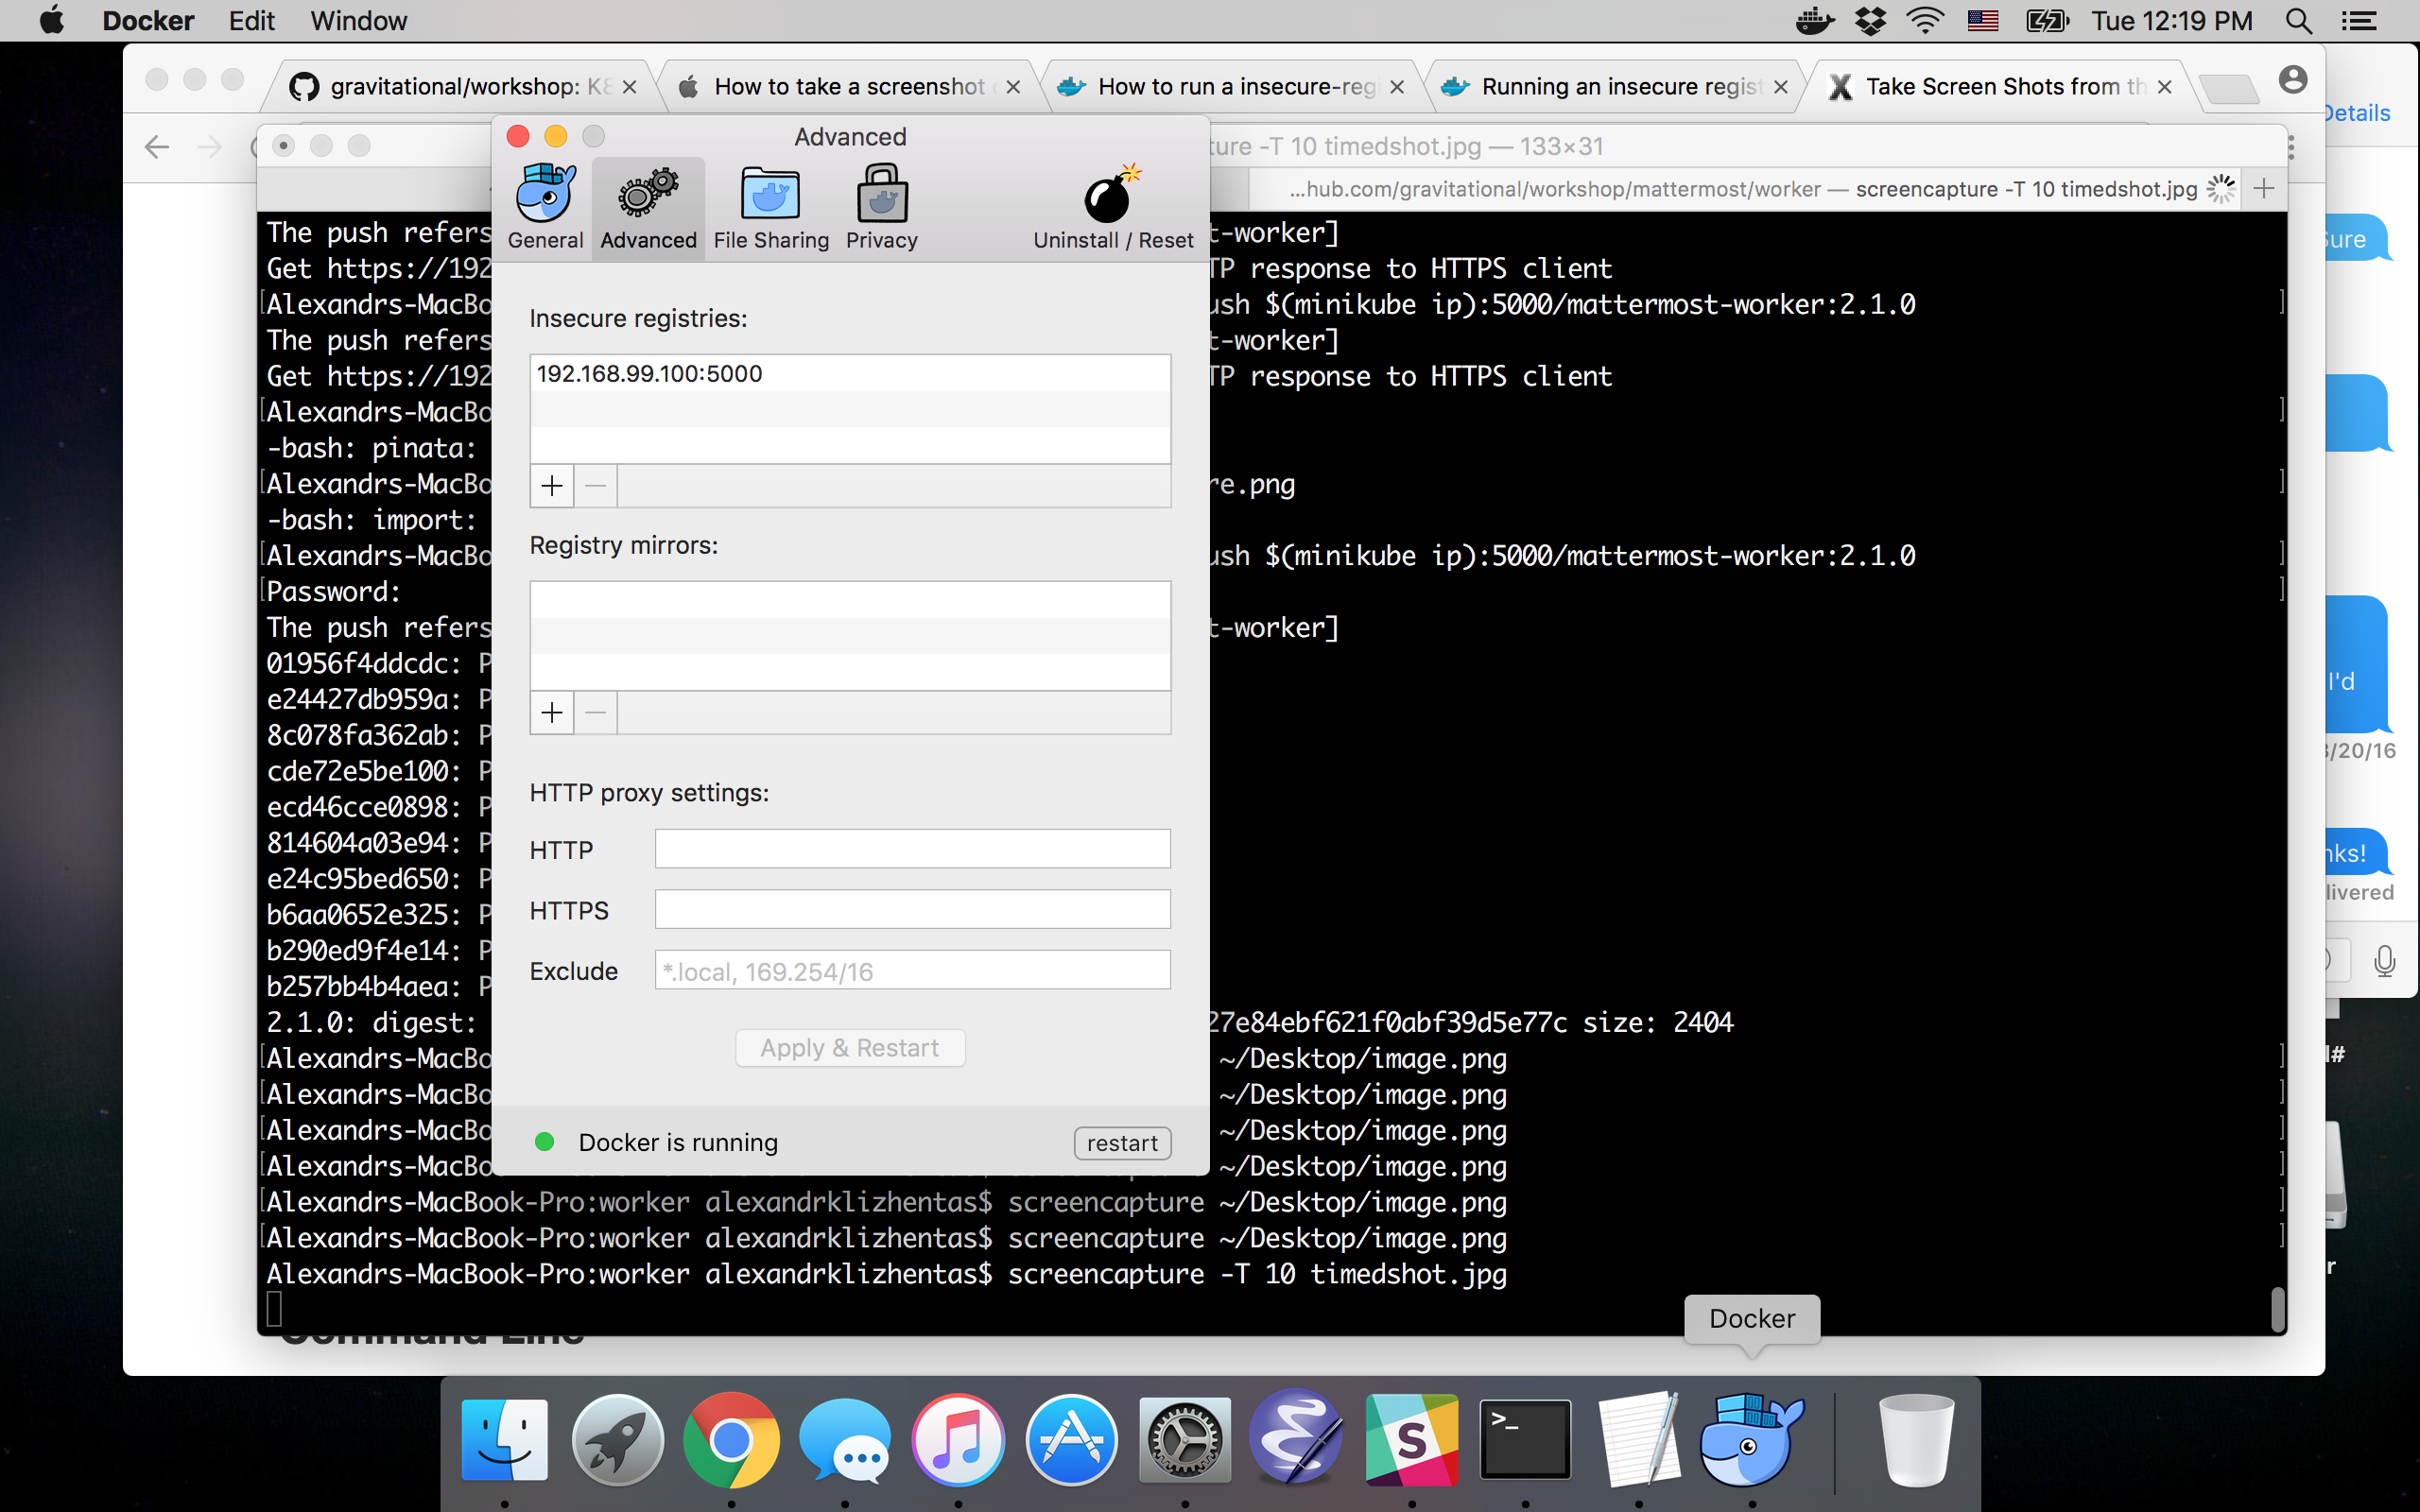 Docker Edit Window Tue 12:19 PM
gravitational/workshop: K8
How to take a screenshot
How to run a insecure-regi
Running an insecure regist
Take Screen Shots from th
Details
Advanced
ture -T 10 timedshot.jpg — 133×31
...hub.com/gravitational/workshop/mattermost/worker — screencapture -T 10 timedshot.jpg
General Advanced File Sharing Privacy Uninstall / Reset
Insecure registries:
192.168.99.100:5000
Registry mirrors:
HTTP proxy settings:
HTTP
HTTPS
Exclude *.local, 169.254/16
Apply & Restart
Docker is running restart
The push refers t-worker]
Get https://192 TP response to HTTPS client
Alexandrs-MacBo ush $(minikube ip):5000/mattermost-worker:2.1.0
The push refers t-worker]
Get https://192 TP response to HTTPS client
Alexandrs-MacBo
-bash: pinata:
Alexandrs-MacBo re.png
-bash: import:
Alexandrs-MacBo ush $(minikube ip):5000/mattermost-worker:2.1.0
Password:
The push refers t-worker]
01956f4ddcdc: P
e24427db959a: P
8c078fa362ab: P
cde72e5be100: P
ecd46cce0898: P
814604a03e94: P
e24c95bed650: P
b6aa0652e325: P
b290ed9f4e14: P
b257bb4b4aea: P
2.1.0: digest: 27e84ebf621f0abf39d5e77c size: 2404
Alexandrs-MacBo ~/Desktop/image.png
Alexandrs-MacBo ~/Desktop/image.png
Alexandrs-MacBo ~/Desktop/image.png
Alexandrs-MacBo ~/Desktop/image.png
Alexandrs-MacBook-Pro:worker alexandrklizhentas$ screencapture ~/Desktop/image.png
Alexandrs-MacBook-Pro:worker alexandrklizhentas$ screencapture ~/Desktop/image.png
Alexandrs-MacBook-Pro:worker alexandrklizhentas$ screencapture -T 10 timedshot.jpg
Sure
I'd
/20/16
nks!
livered
l#
r
Command Line
Docker